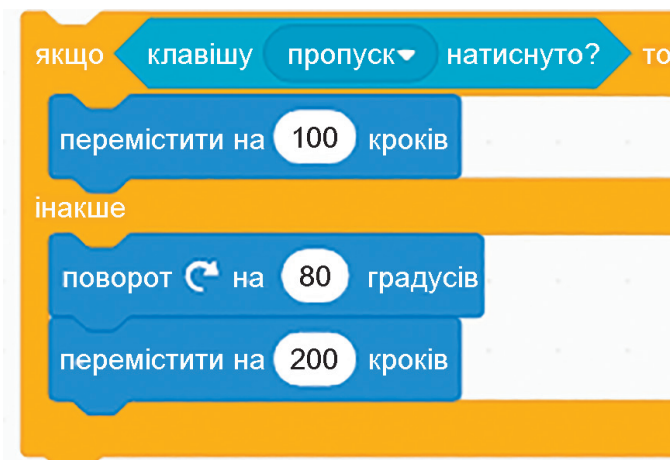 якщо клавішу пропуск натиснуто? то
перемістити на 100 кроків
інакше
поворот на 80 градусів
перемістити на 200 кроків